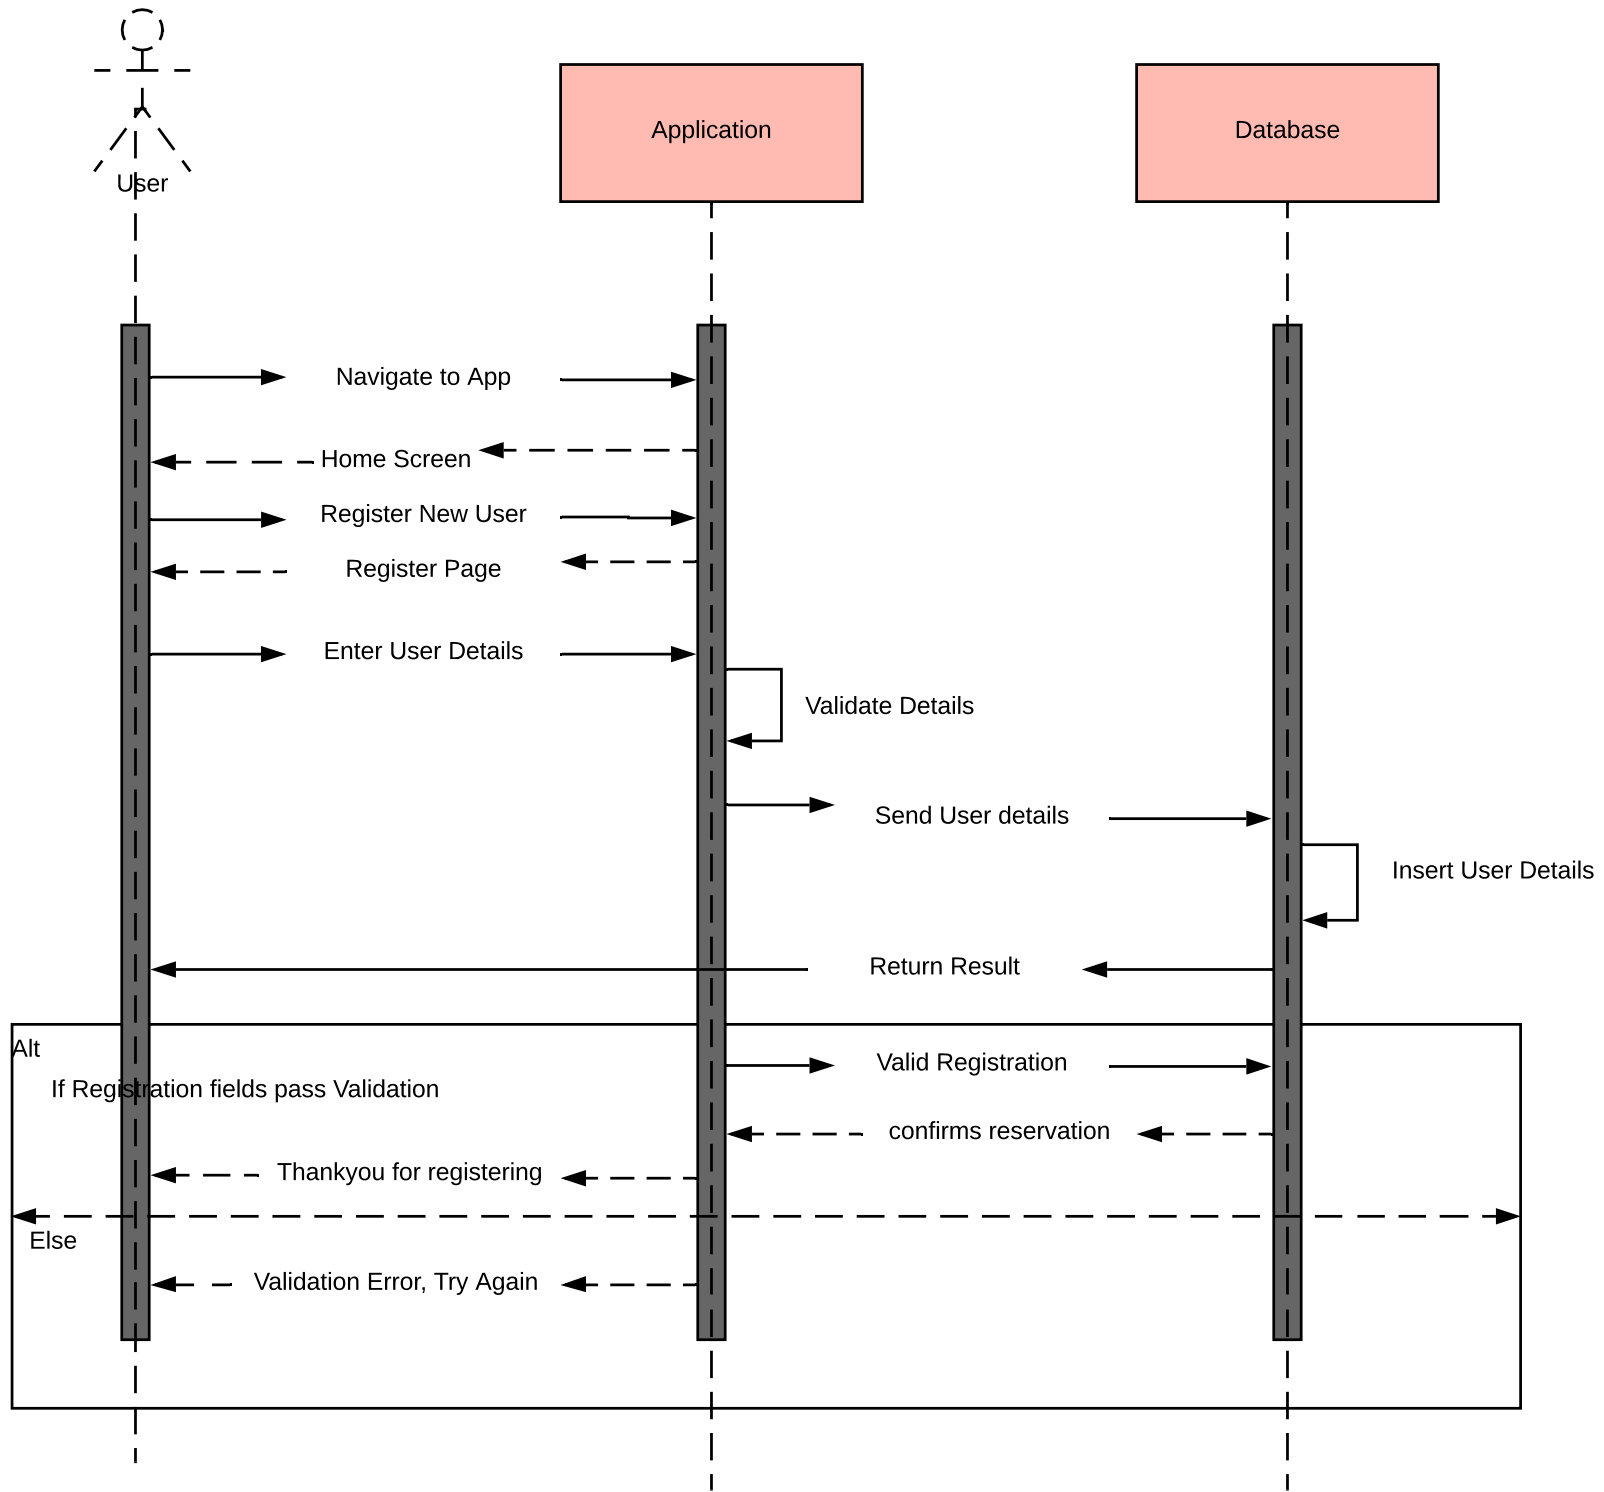 User
Application
Database
Navigate to App
Home Screen
Register New User
Register Page
Enter User Details
Validate Details
Send User details
Insert User Details
Return Result
Alt
Valid Registration
If Registration fields pass Validation
confirms reservation
Thankyou for registering
Else
Validation Error, Try Again